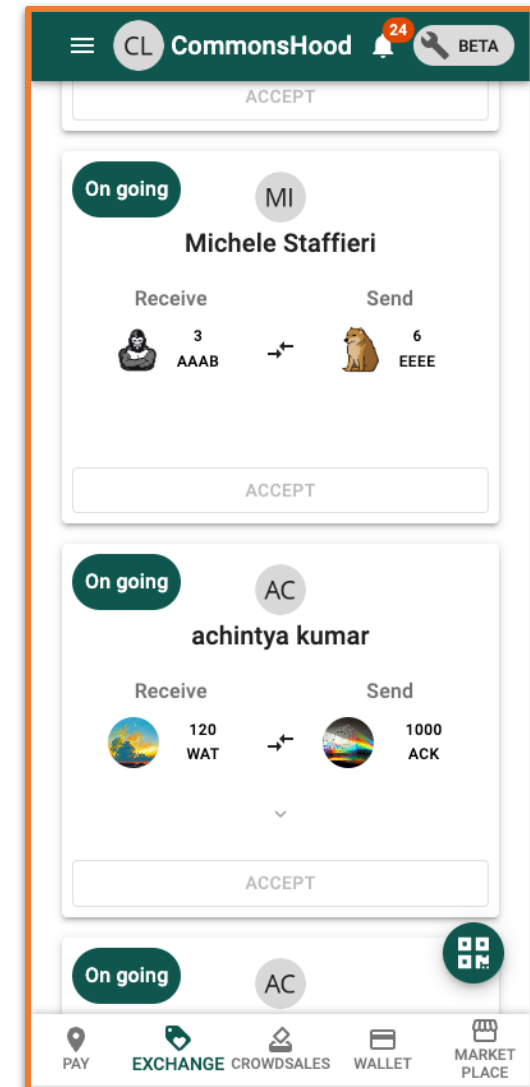 CL CommonsHood 24 BETA
ACCEPT
On going
MI
Michele Staffieri
Receive Send
3 6
AAAB EEEE
ACCEPT
On going
AC
achintya kumar
Receive Send
120 1000
WAT ACK
ACCEPT
On going
AC
PAY EXCHANGE CROWDSALES WALLET MARKET
PLACE